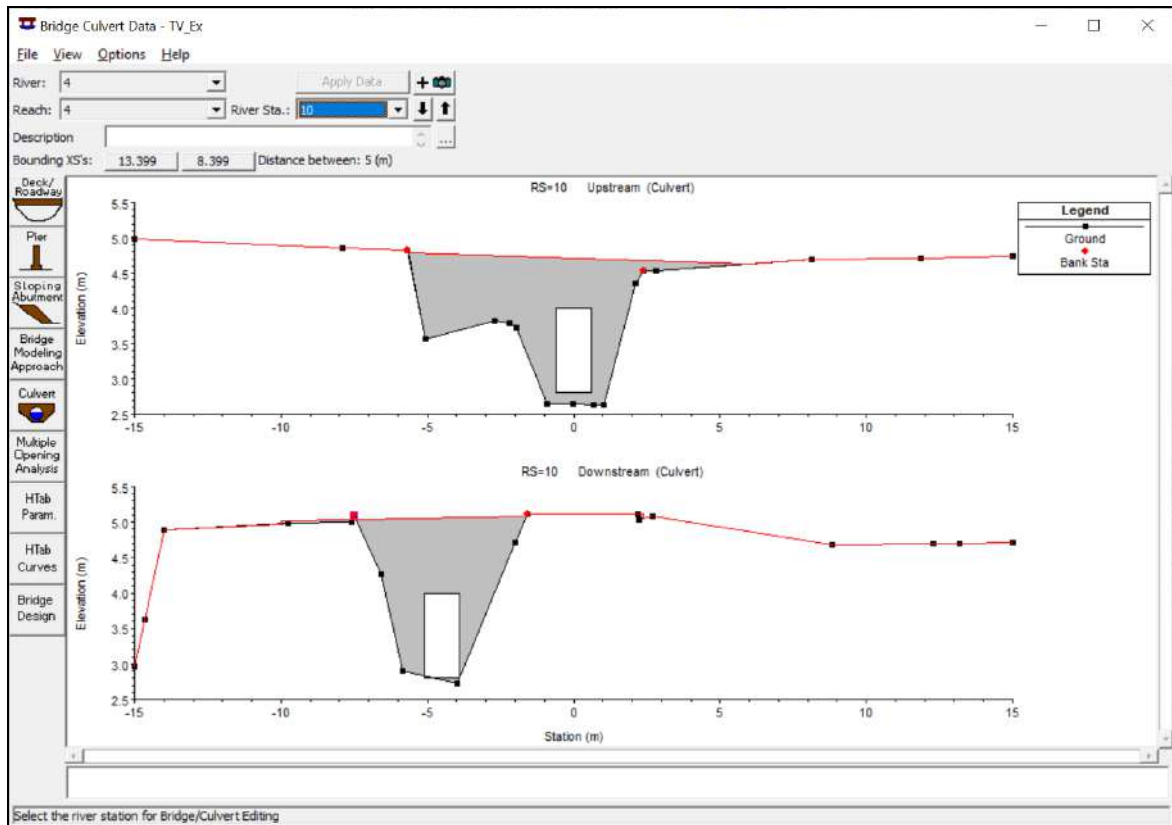 Bridge Culvert Data - TV_Ex
File View Options Help
River: 4 Apply Data
Reach: 4 River Sta.: 10
Description ...
Bounding XS's: 13.399 8.399 Distance between: 5 (m)
Deck/
Roadway
Pier
Sloping
Abutment
Bridge
Modeling
Approach
Culvert
Multiple
Opening
Analysis
HTab
Param.
HTab
Curves
Bridge
Design
RS=10 Upstream (Culvert)
5.5
5.0
4.5
4.0
3.5
3.0
2.5
Elevation (m)
-15 -10 -5 0 5 10 15
Legend
Ground
Bank Sta
RS=10 Downstream (Culvert)
5.5
5.0
4.5
4.0
3.5
3.0
2.5
Elevation (m)
-15 -10 -5 0 5 10 15
Station (m)
Select the river station for Bridge/Culvert Editing